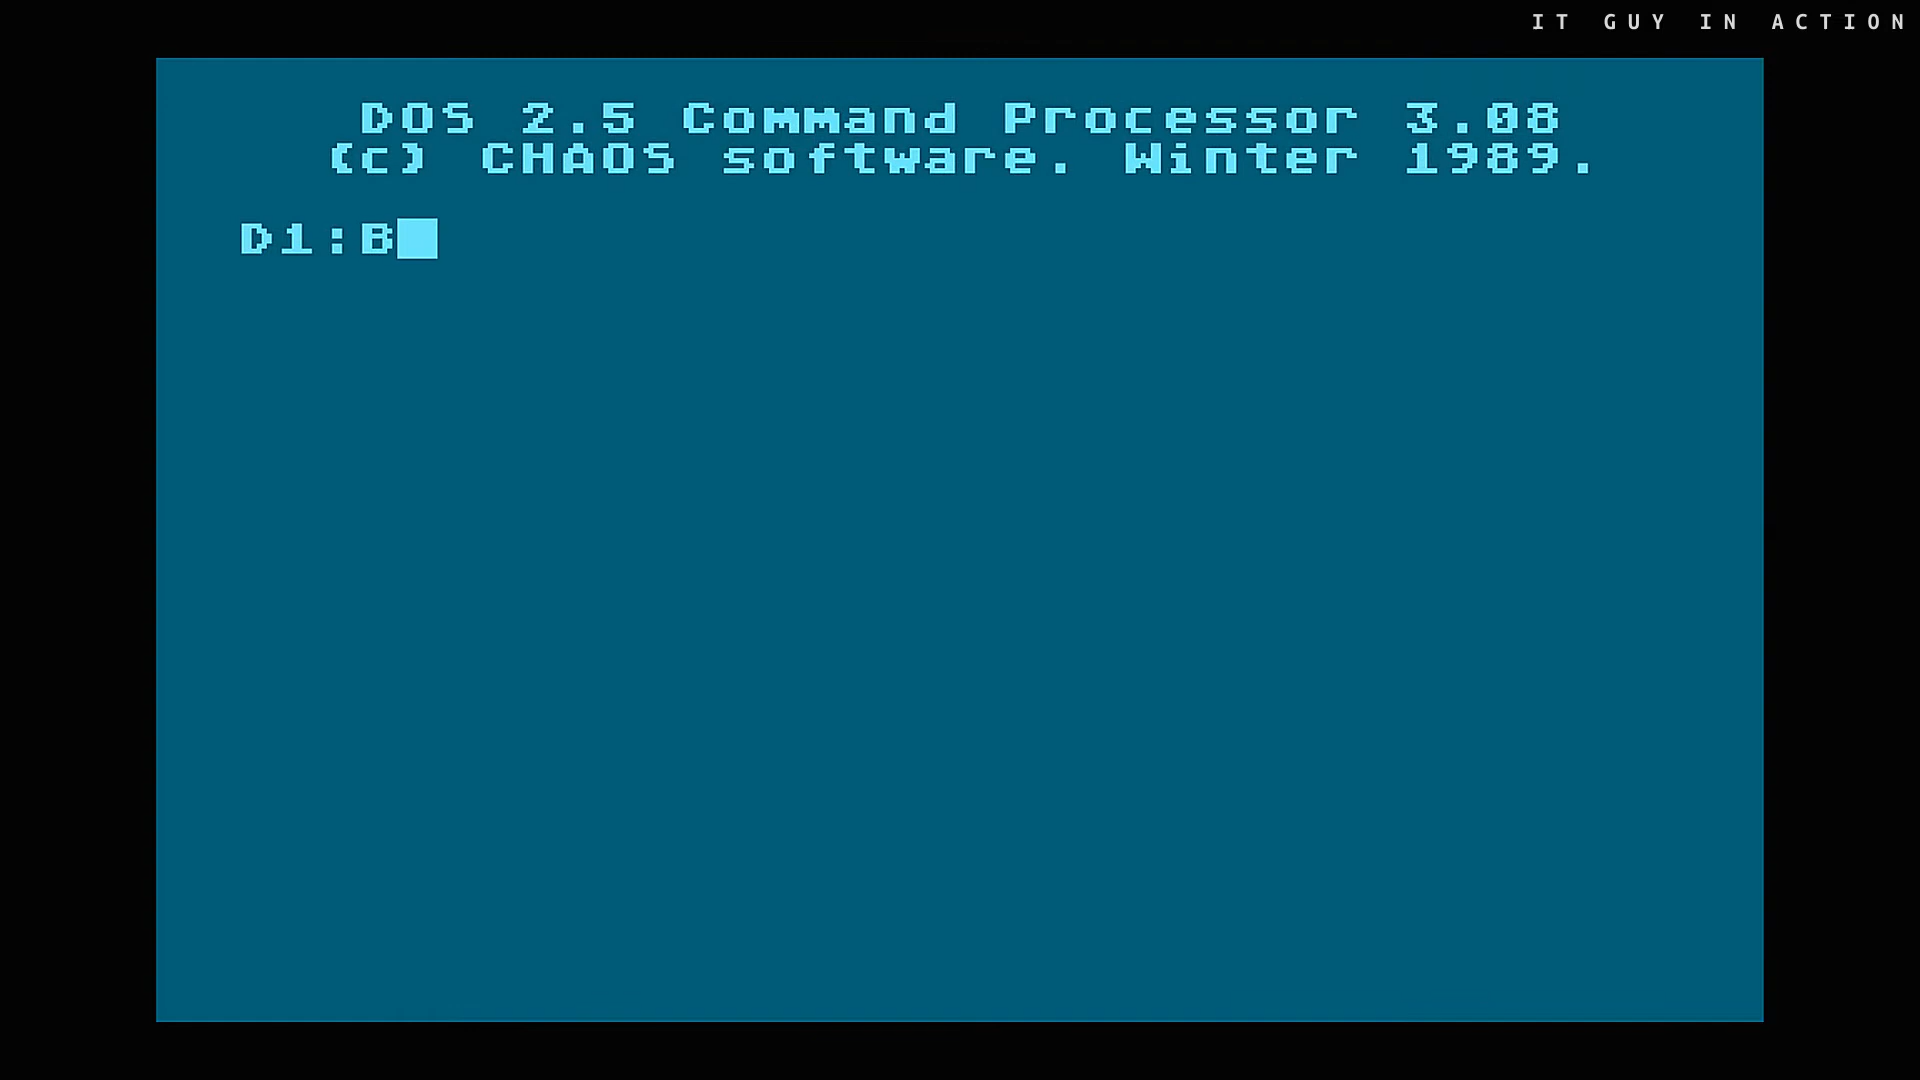 IT GUY IN ACTION
DOS 2.5 Command Processor 3.08
(c) CHAOS software. Winter 1989.
D1:B